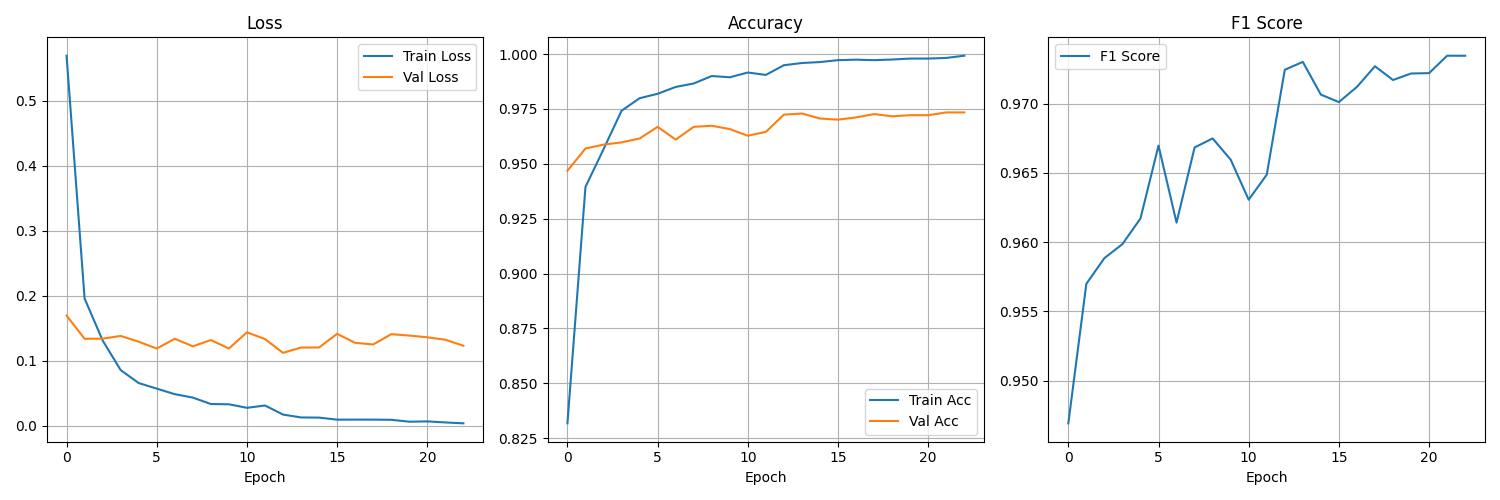 Loss
Train Loss
Val Loss
0.5
0.4
0.3
0.2
0.1
0.0
0 5 10 15 20
Epoch
Accuracy
1.000
0.975
0.950
0.925
0.900
0.875
0.850
0.825
Train Acc
Val Acc
0 5 10 15 20
Epoch
F1 Score
F1 Score
0.970
0.965
0.960
0.955
0.950
0 5 10 15 20
Epoch